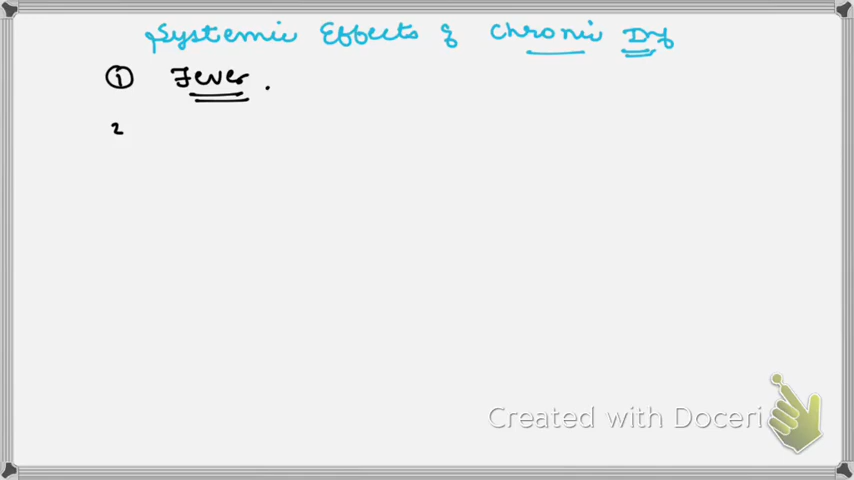 Systemic Effects of Chronic Inf
① Fever.
2
Created with Doceri